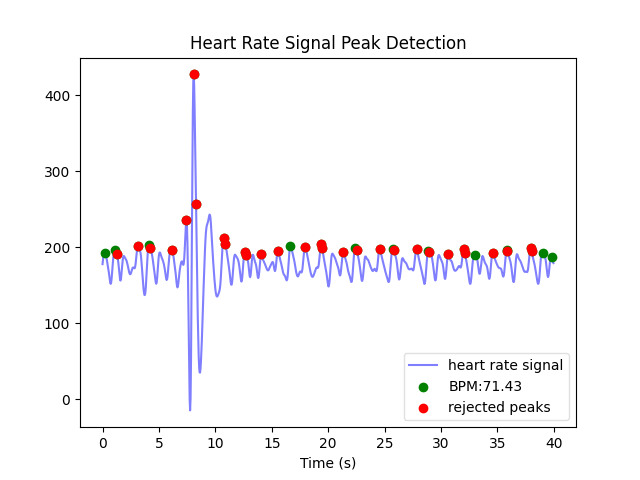 Heart Rate Signal Peak Detection
400
300
200
100
0
heart rate signal
BPM:71.43
rejected peaks
0 5 10 15 20 25 30 35 40
Time (s)